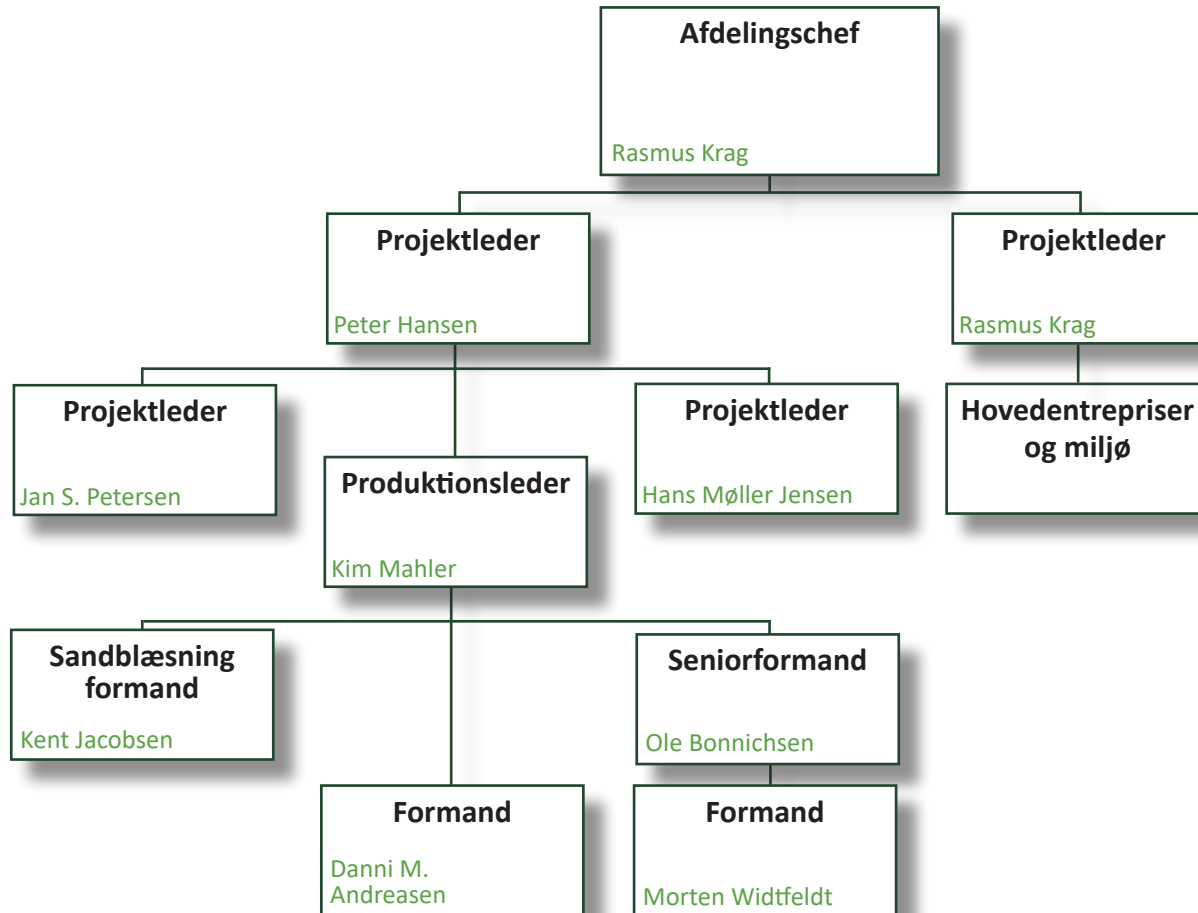 Afdelingschef
Rasmus Krag
Projektleder
Peter Hansen
Projektleder
Rasmus Krag
Projektleder
Jan S. Petersen
Produktionsleder
Kim Mahler
Projektleder
Hans Møller Jensen
Hovedentrepriser
og miljø
Sandblæsning
formand
Kent Jacobsen
Seniorformand
Ole Bonnichsen
Formand
Danni M.
Andreasen
Formand
Morten Widtfeldt